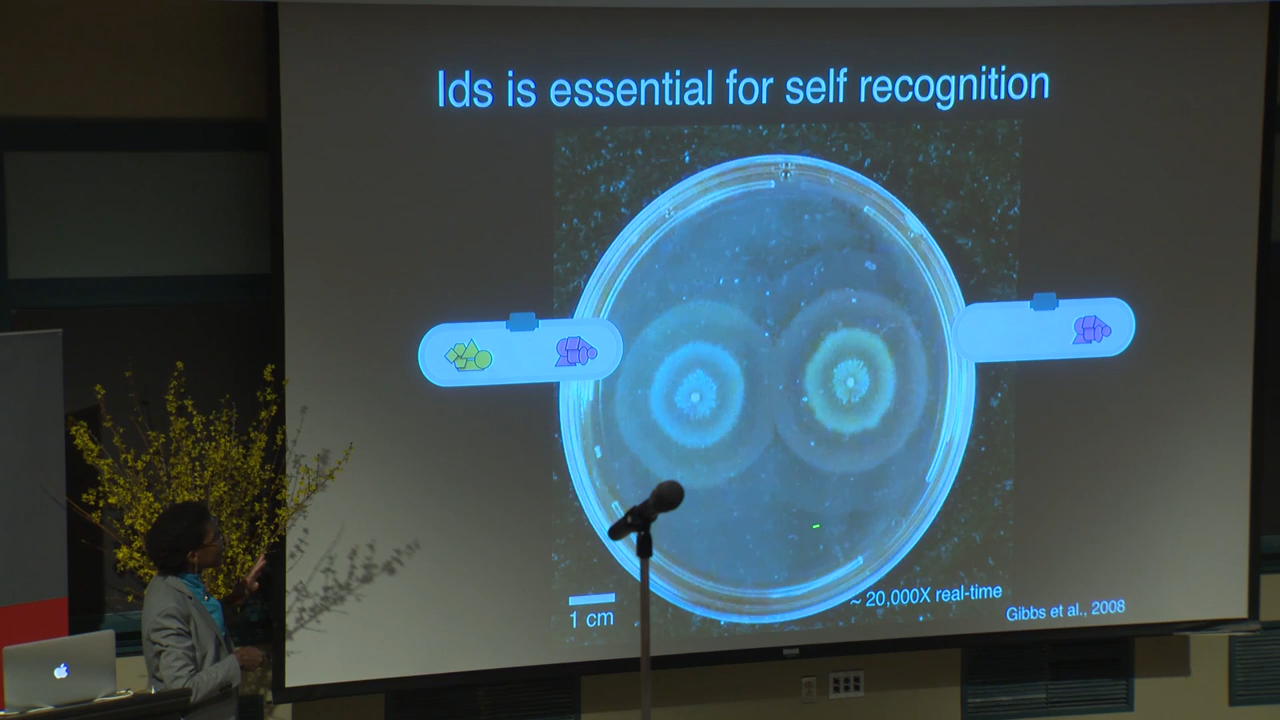 Ids is essential for self recognition
1 cm
~ 20,000X real-time
Gibbs et al., 2008